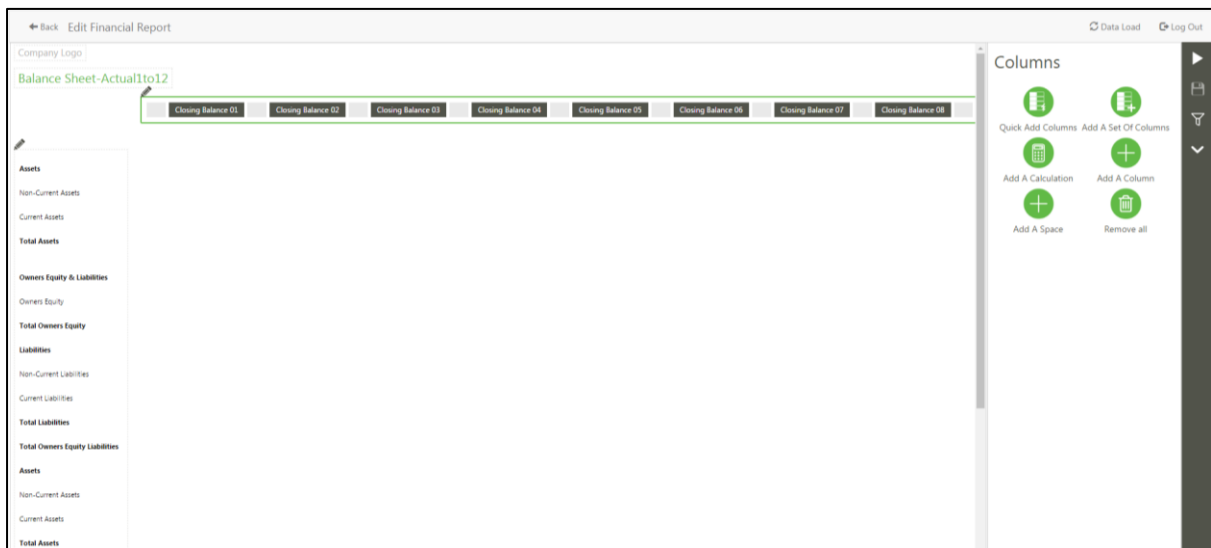 Back Edit Financial Report Data Load Log Out
Company Logo
Balance Sheet-Actual1to12
Closing Balance 01 Closing Balance 02 Closing Balance 03 Closing Balance 04 Closing Balance 05 Closing Balance 06 Closing Balance 07 Closing Balance 08
Assets
Non-Current Assets
Current Assets
Total Assets
Owners Equity & Liabilities
Owners Equity
Total Owners Equity
Liabilities
Non-Current Liabilities
Current Liabilities
Total Liabilities
Total Owners Equity Liabilities
Assets
Non-Current Assets
Current Assets
Total Assets
Columns
Quick Add Columns Add A Set Of Columns
Add A Calculation Add A Column
Add A Space Remove all